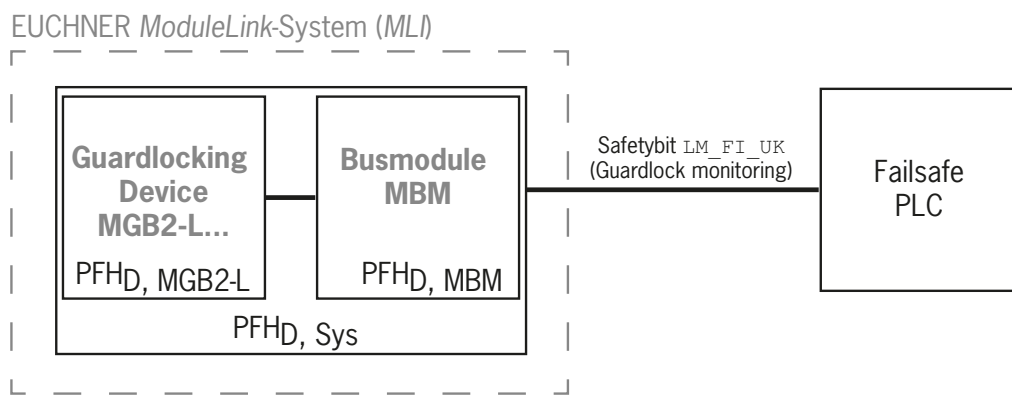 EUCHNER ModuleLink-System (MLI)
Guardlocking
Device
MGB2-L...
PFHD, MGB2-L
Busmodule
MBM
PFHD, MBM
PFHD, Sys
Safetybit LM_FI_UK
(Guardlock monitoring)
Failsafe
PLC